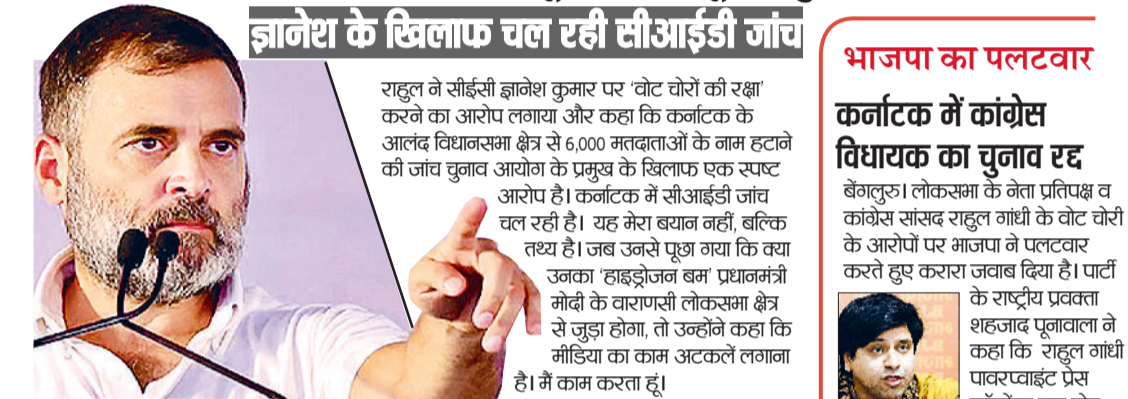 ज्ञानेश के खिलाफ चल रही सीआईडी जांच
राहुल ने सीईसी ज्ञानेश कुमार पर 'वोट चोरों की रक्षा'
करने का आरोप लगाया और कहा कि कर्नाटक के
आलंद विधानसभा क्षेत्र से 6,000 मतदाताओं के नाम हटाने
की जांच चुनाव आयोग के प्रमुख के खिलाफ एक स्पष्ट
आरोप है। कर्नाटक में सीआईडी जांच
चल रही है। यह मेरा बयान नहीं, बल्कि
तथ्य है। जब उनसे पूछा गया कि क्या
उनका 'हाइड्रोजन बम' प्रधानमंत्री
मोदी के वाराणसी लोकसभा क्षेत्र
से जुड़ा होगा, तो उन्होंने कहा कि
मीडिया का काम अटकलें लगाना
है। मैं काम करता हूं।
भाजपा का पलटवार
कर्नाटक में कांग्रेस
विधायक का चुनाव रद्द
बेंगलुरु। लोकसभा के नेता प्रतिपक्ष व
कांग्रेस सांसद राहुल गांधी के वोट चोरी
के आरोपों पर भाजपा ने पलटवार
करते हुए करारा जवाब दिया है। पार्टी
के राष्ट्रीय प्रवक्ता
शहजाद पूनावाला ने
कहा कि राहुल गांधी
पावरप्वाइंट प्रेस